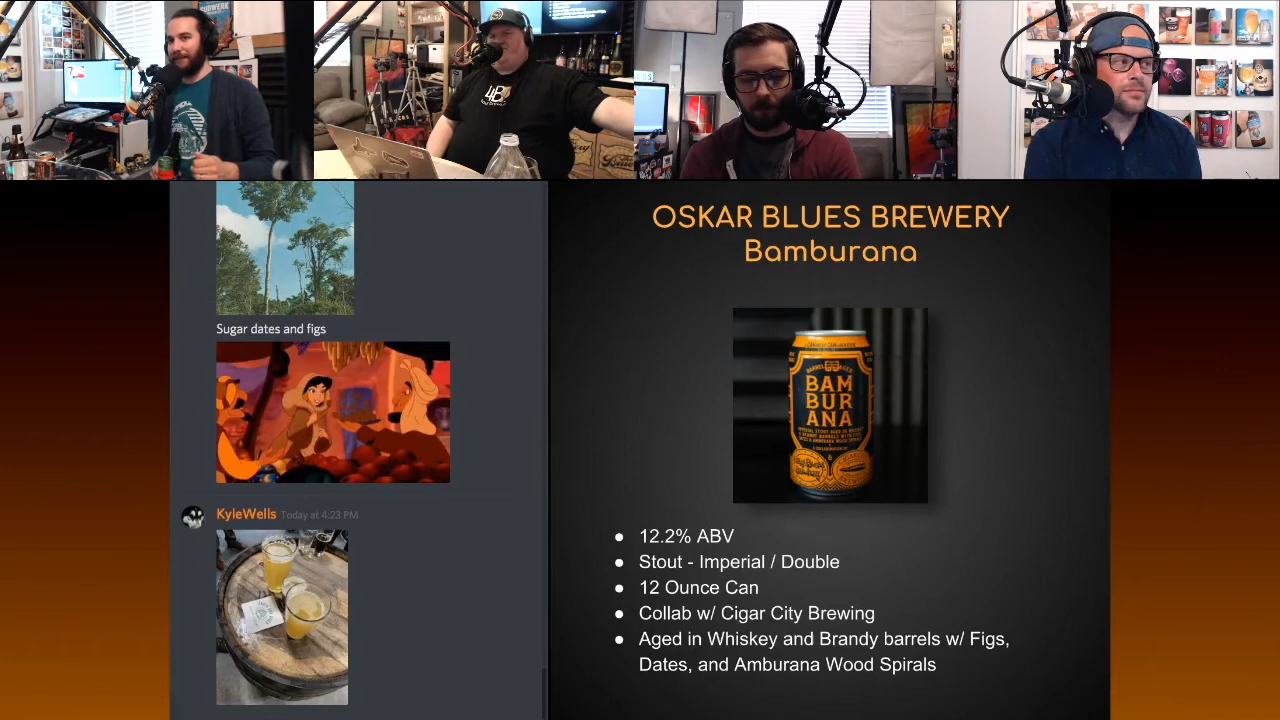 4B
Sugar dates and figs
KyleWells Today at 4:23 PM
OSKAR BLUES BREWERY
Bamburana
BAM
BUR
ANA
● 12.2% ABV
● Stout - Imperial / Double
● 12 Ounce Can
● Collab w/ Cigar City Brewing
● Aged in Whiskey and Brandy barrels w/ Figs,
Dates, and Amburana Wood Spirals